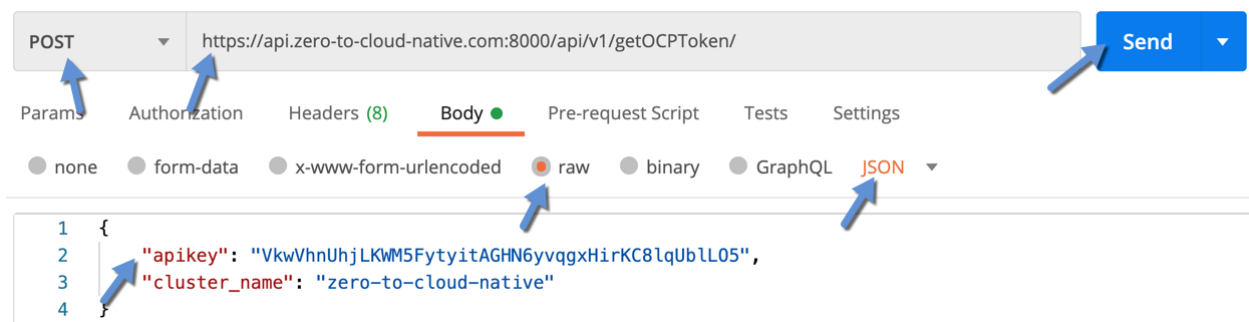 POST https://api.zero-to-cloud-native.com:8000/api/v1/getOCPToken/ Send
Params Authorization Headers (8) Body Pre-request Script Tests Settings
none form-data x-www-form-urlencoded raw binary GraphQL JSON
1 {
2 "apikey": "VkwVhnUhjLKWM5FytyitAGHN6yvqgxHirKC8lqUblLO5",
3 "cluster_name": "zero-to-cloud-native"
4 }